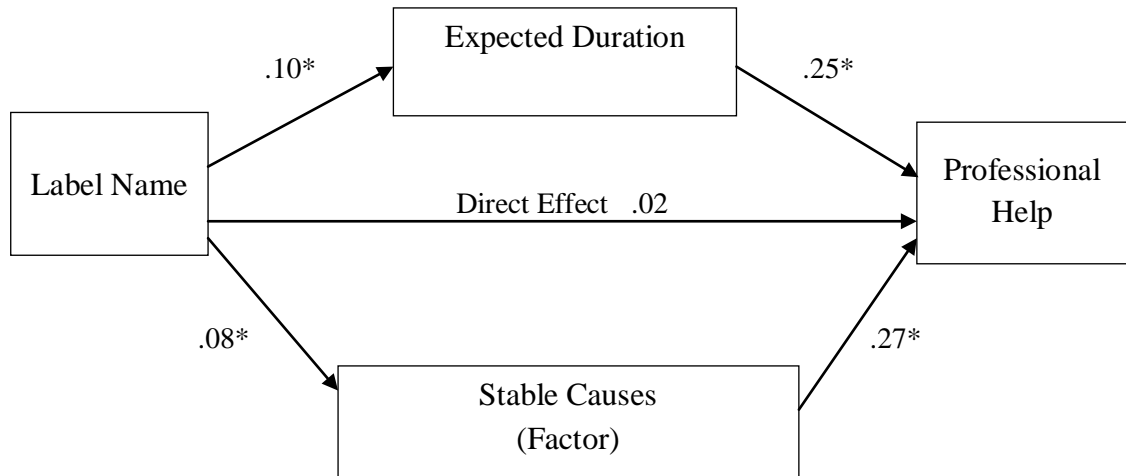 Expected Duration
.10*
.25*
Label Name
Professional
Help
Direct Effect .02
.08*
.27*
Stable Causes
(Factor)